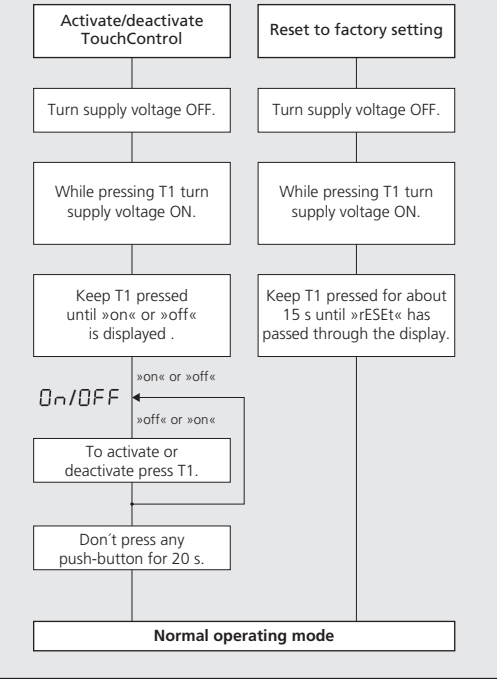 Activate/deactivate
TouchControl
Turn supply voltage OFF.
While pressing T1 turn
supply voltage ON.
Keep T1 pressed
until »on« or »off«
is displayed .
»on« or »off«
On/OFF
»off« or »on«
To activate or
deactivate press T1.
Don´t press any
push-button for 20 s.
Reset to factory setting
Turn supply voltage OFF.
While pressing T1 turn
supply voltage ON.
Keep T1 pressed for about
15 s until »rESEt« has
passed through the display.
Normal operating mode